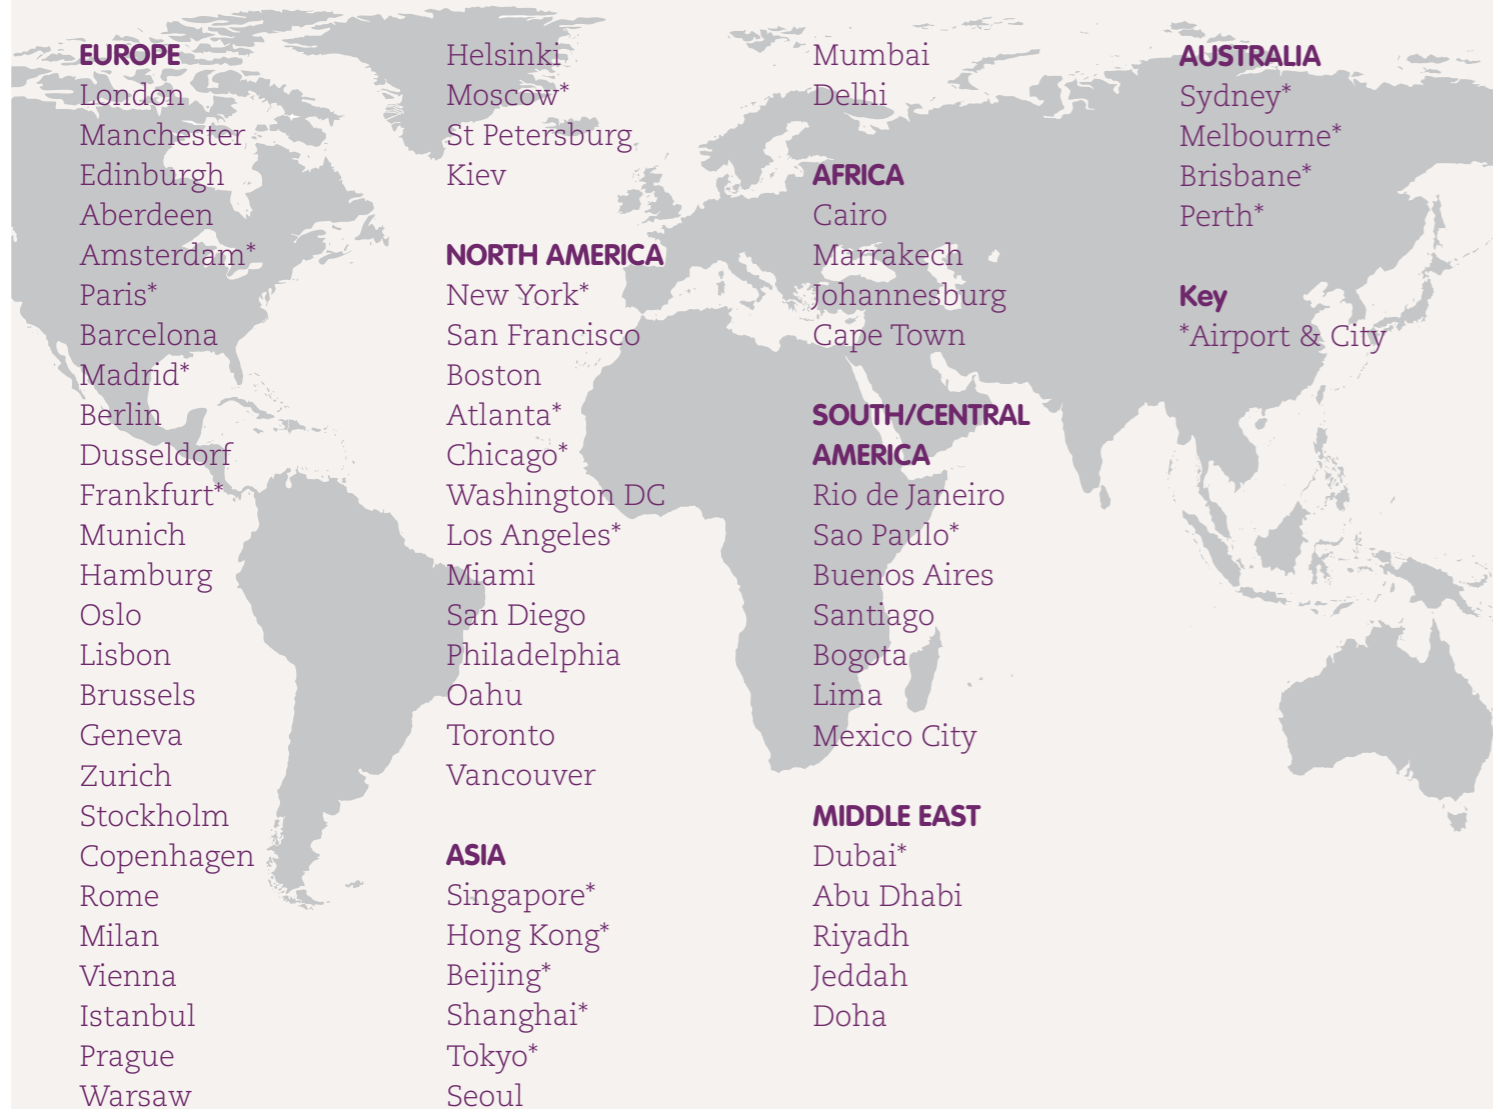 EUROPE
London
Manchester
Edinburgh
Aberdeen
Amsterdam*
Paris*
Barcelona
Madrid*
Berlin
Dusseldorf
Frankfurt*
Munich
Hamburg
Oslo
Lisbon
Brussels
Geneva
Zurich
Stockholm
Copenhagen
Rome
Milan
Vienna
Istanbul
Prague
Warsaw
Helsinki
Moscow*
St Petersburg
Kiev
NORTH AMERICA
New York*
San Francisco
Boston
Atlanta*
Chicago*
Washington DC
Los Angeles*
Miami
San Diego
Philadelphia
Oahu
Toronto
Vancouver
ASIA
Singapore*
Hong Kong*
Beijing*
Shanghai*
Tokyo*
Seoul
Mumbai
Delhi
AFRICA
Cairo
Marrakech
Johannesburg
Cape Town
SOUTH/CENTRAL
AMERICA
Rio de Janeiro
Sao Paulo*
Buenos Aires
Santiago
Bogota
Lima
Mexico City
MIDDLE EAST
Dubai*
Abu Dhabi
Riyadh
Jeddah
Doha
AUSTRALIA
Sydney*
Melbourne*
Brisbane*
Perth*
Key
*Airport & City